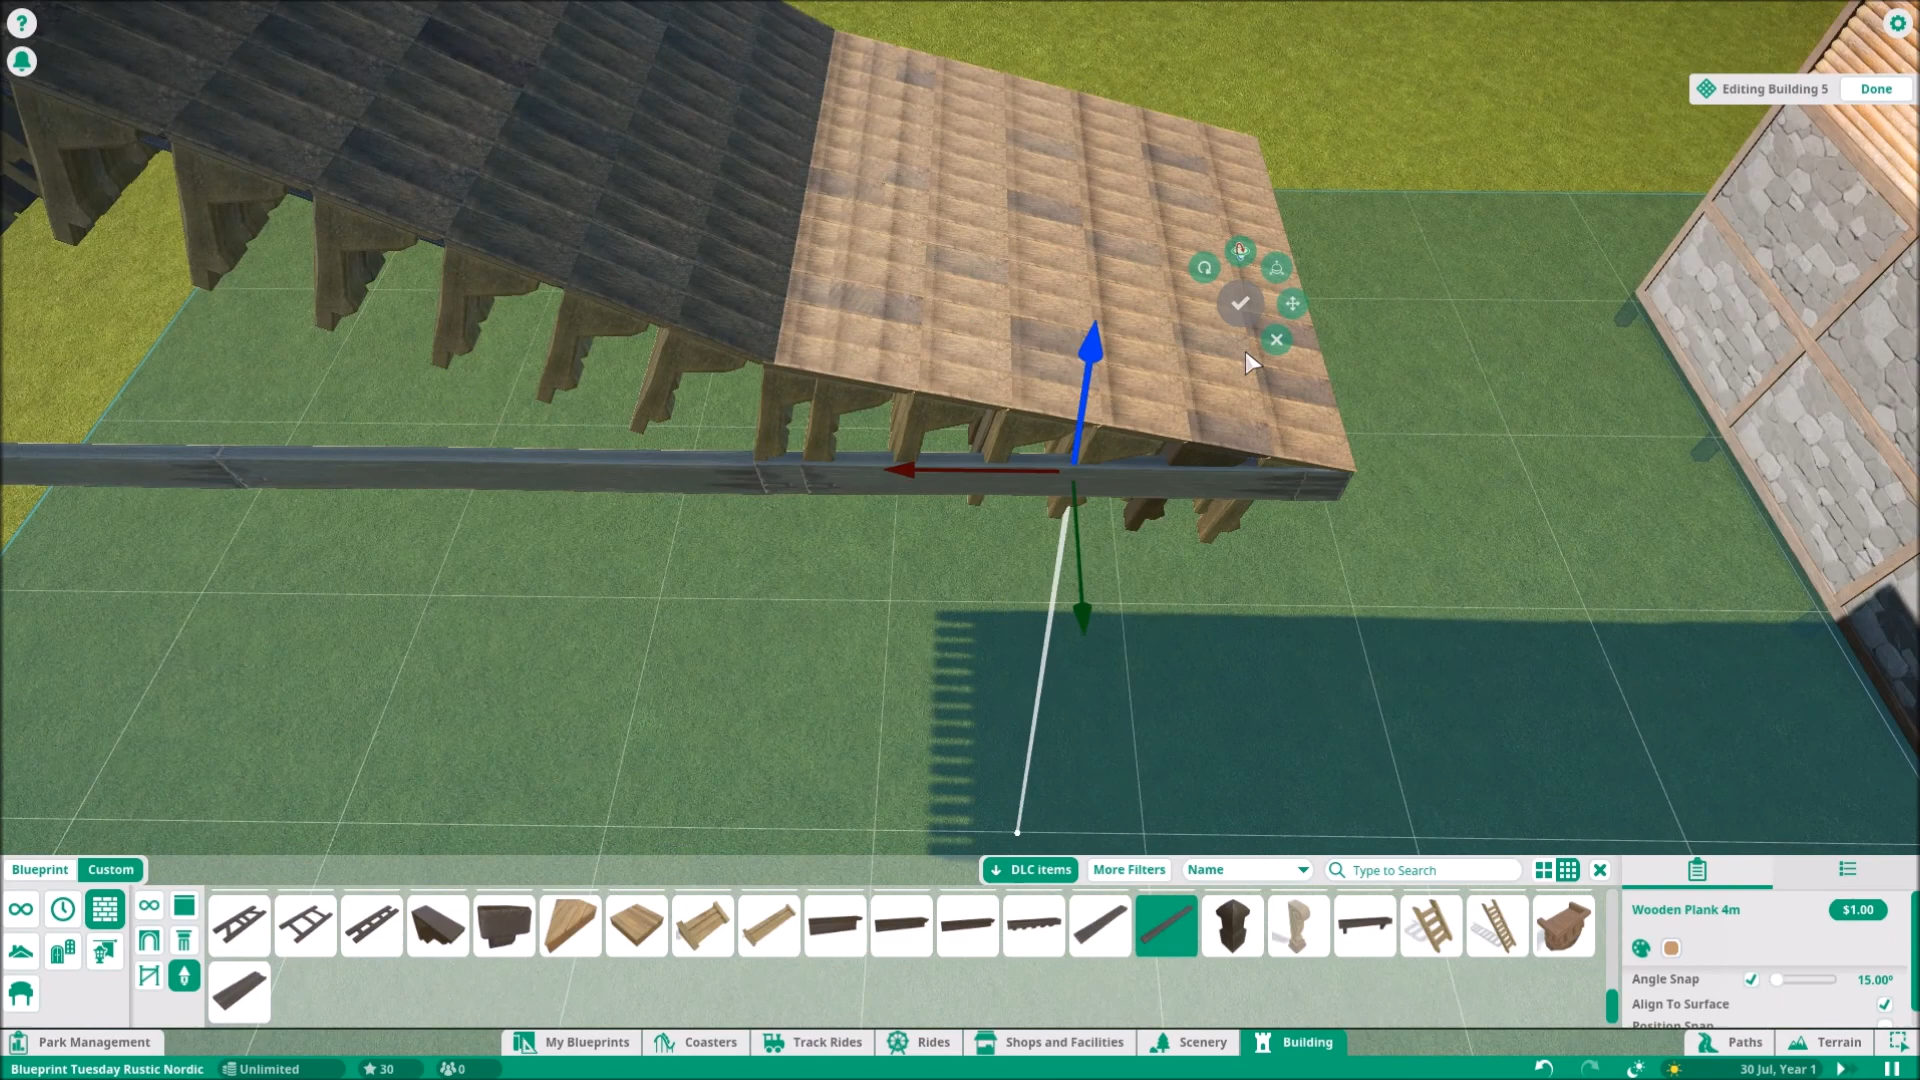 ?
Editing Building 5
Done
Blueprint
Custom
DLC items
More Filters
Name
Type to Search
Wooden Plank 4m
$1.00
Angle Snap
15.00°
Align To Surface
Position Snap
Park Management
My Blueprints
Coasters
Track Rides
Rides
Shops and Facilities
Scenery
Building
Paths
Terrain
Blueprint Tuesday Rustic Nordic
Unlimited
30
0
30 Jul, Year 1